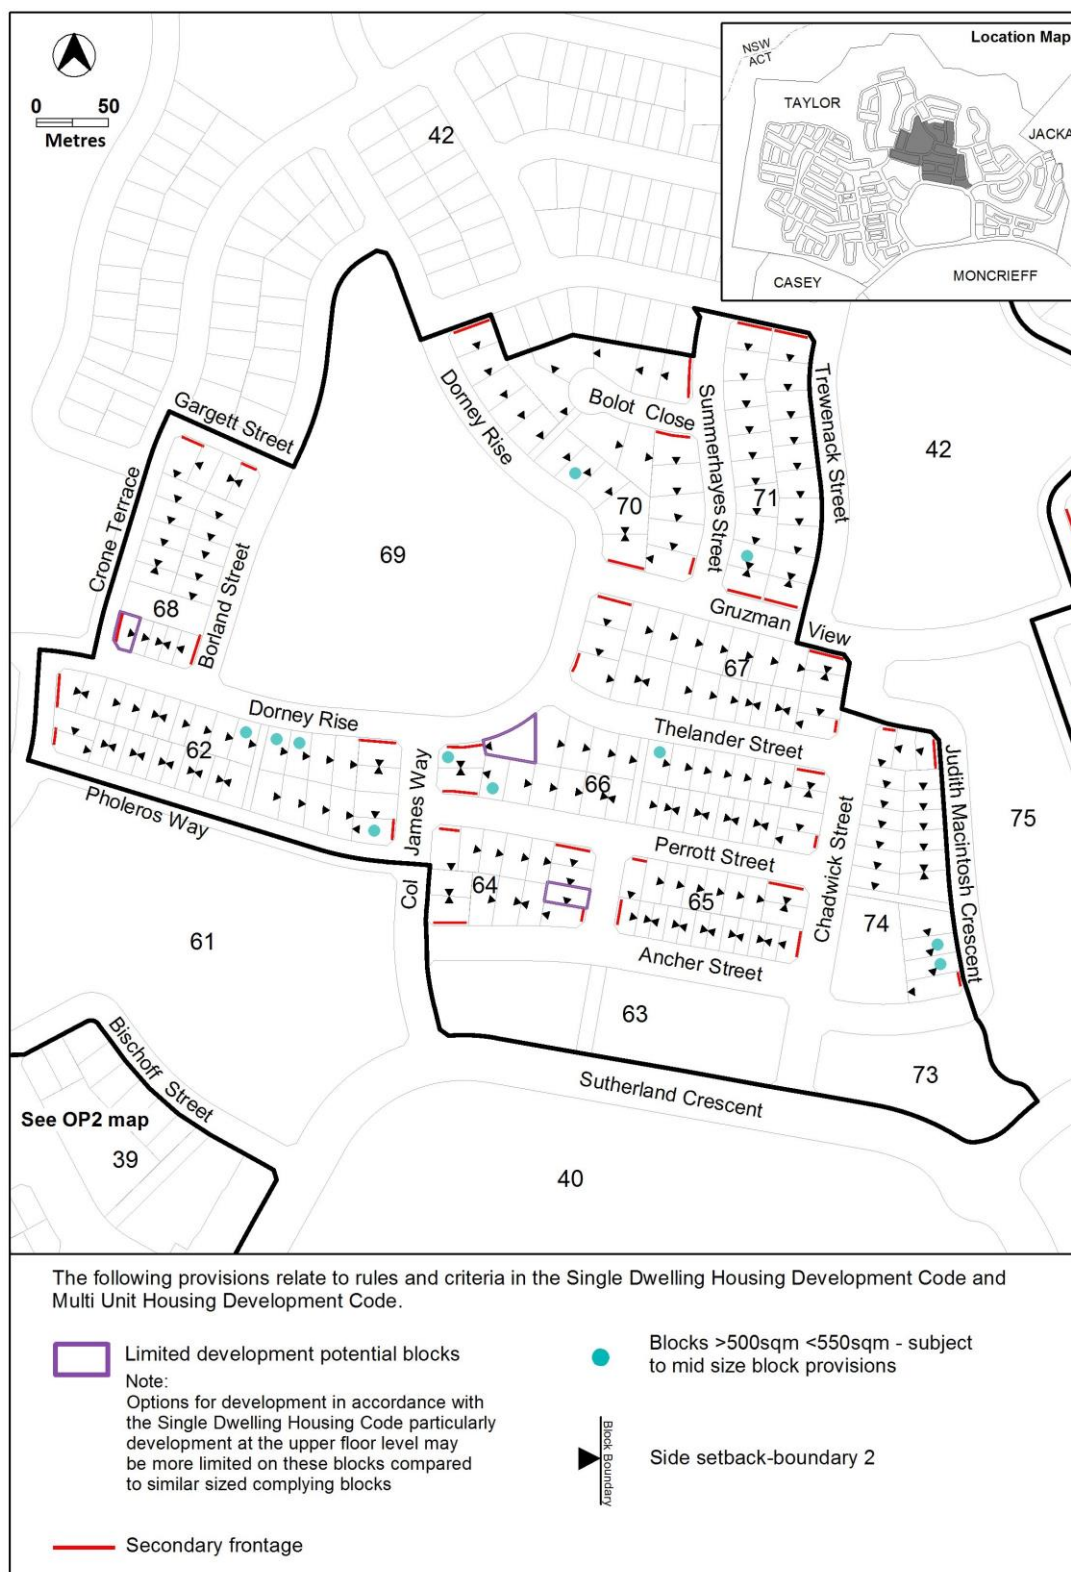 Location Map
NSW
ACT
TAYLOR
JACKA
CASEY
MONCRIEFF
0 50
Metres
42
Gargett Street
Crone Terrace
Borland Street
68
69
Dorney Rise
Bolot Close
70
Summerhayes Street
71
Trewenack Street
42
Gruzman View
67
Thelander Street
Dorney Rise
62
Pholeros Way
Col James Way
66
Perrott Street
64
65
Ancher Street
Chadwick Street
74
Judith Macintosh Crescent
75
61
63
73
Sutherland Crescent
Bischoff Street
See OP2 map
39
40
The following provisions relate to rules and criteria in the Single Dwelling Housing Development Code and
Multi Unit Housing Development Code.
Limited development potential blocks
Note:
Options for development in accordance with
the Single Dwelling Housing Code particularly
development at the upper floor level may
be more limited on these blocks compared
to similar sized complying blocks
Secondary frontage
Blocks >500sqm <550sqm - subject
to mid size block provisions
Block Boundary
Side setback-boundary 2